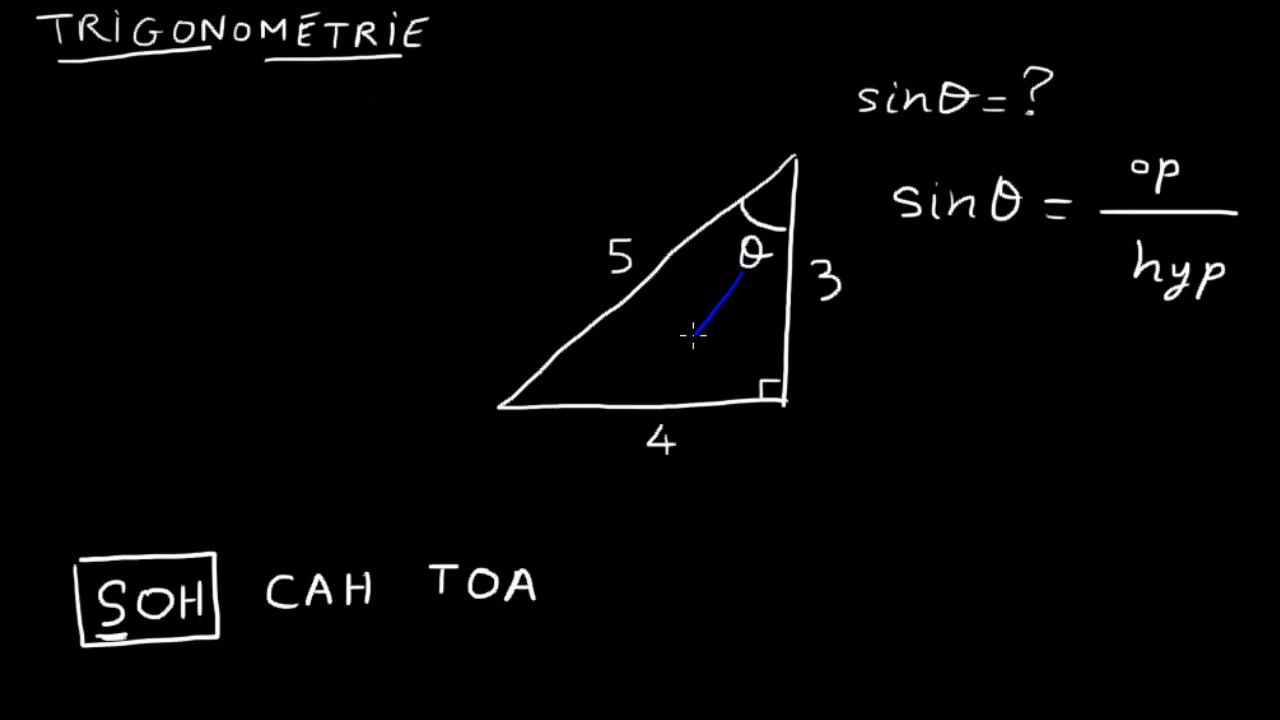 TRIGONOMÉTRIE
sinθ = ?
sinθ = op
hyp
5
θ
3
4
SOH CAH TOA